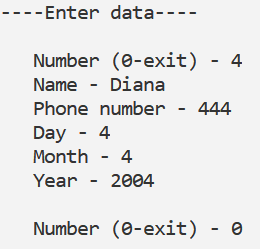 ----Enter data----
Number (0-exit) - 4
Name - Diana
Phone number - 444
Day - 4
Month - 4
Year - 2004
Number (0-exit) - 0